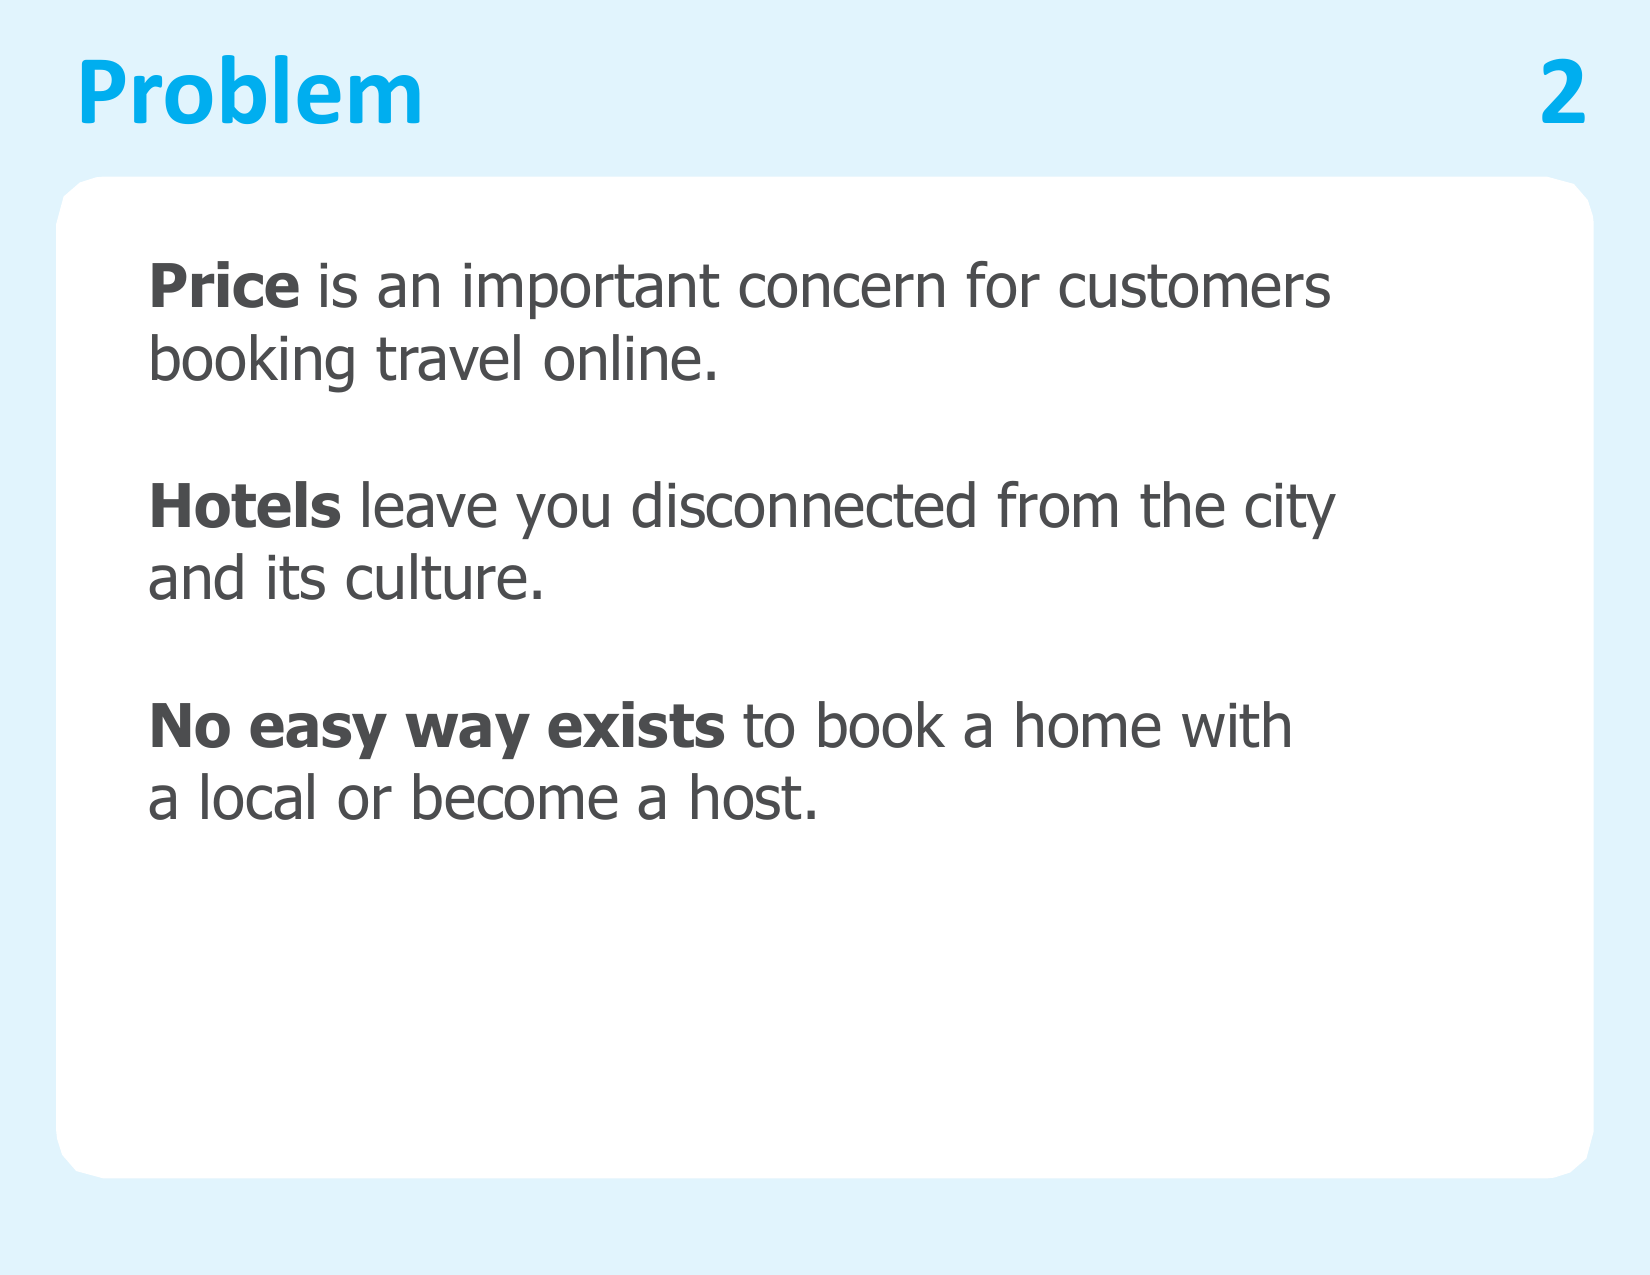 Problem
2
Price is an important concern for customers
booking travel online.
Hotels leave you disconnected from the city
and its culture.
No easy way exists to book a home with
a local or become a host.